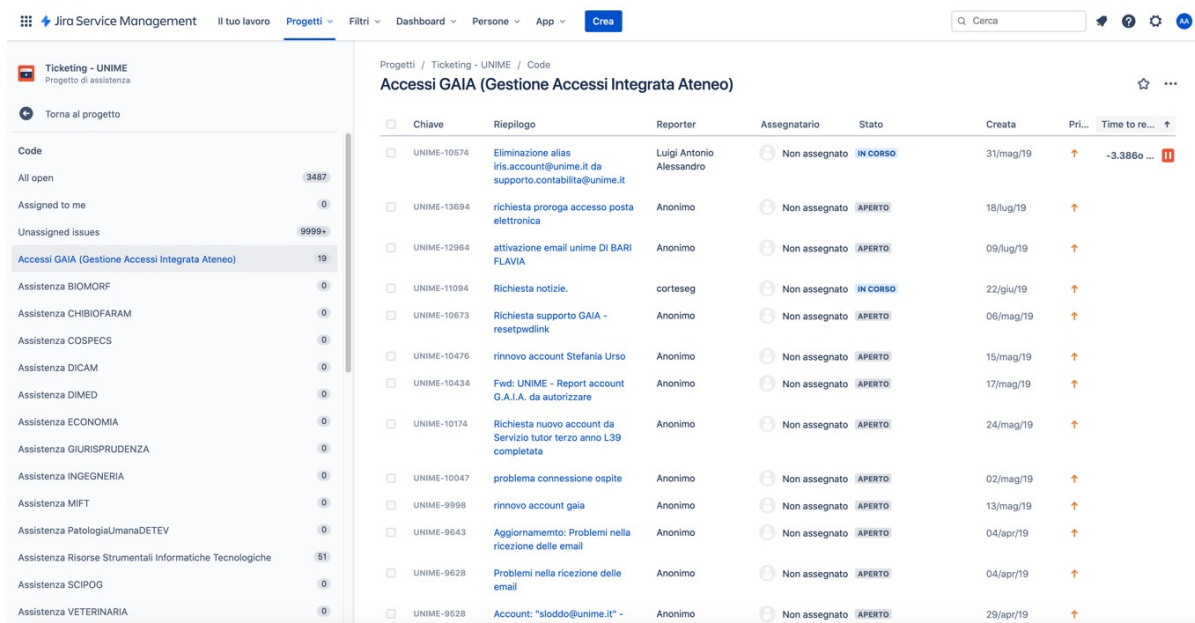 Jira Service Management Il tuo lavoro Progetti Filtri Dashboard Persone App Crea Cerca AA
Ticketing - UNIME
Progetto di assistenza
Torna al progetto
Code
All open 3487
Assigned to me 0
Unassigned issues 9999+
Accessi GAIA (Gestione Accessi Integrata Ateneo) 19
Assistenza BIOMORF 0
Assistenza CHIBIOFARAM 0
Assistenza COSPECS 0
Assistenza DICAM 0
Assistenza DIMED 0
Assistenza ECONOMIA 0
Assistenza GIURISPRUDENZA 0
Assistenza INGEGNERIA 0
Assistenza MIFT 0
Assistenza PatologiaUmanaDETEV 0
Assistenza Risorse Strumentali Informatiche Tecnologiche 51
Assistenza SCIPOG 0
Assistenza VETERINARIA 0
Progetti / Ticketing - UNIME / Code
Accessi GAIA (Gestione Accessi Integrata Ateneo)
Chiave Riepilogo Reporter Assegnatario Stato Creata Pri... Time to re...
UNIME-10574 Eliminazione alias Luigi Antonio Non assegnato IN CORSO 31/mag/19 -3.386o ...
iris.account@unime.it da Alessandro
supporto.contabilita@unime.it
UNIME-13694 richiesta proroga accesso posta Anonimo Non assegnato APERTO 18/lug/19
elettronica
UNIME-12964 attivazione email unime DI BARI Anonimo Non assegnato APERTO 09/lug/19
FLAVIA
UNIME-11094 Richiesta notizie. corteseg Non assegnato IN CORSO 22/giu/19
UNIME-10673 Richiesta supporto GAIA - Anonimo Non assegnato APERTO 06/mag/19
resetpwdlink
UNIME-10476 rinnovo account Stefania Urso Anonimo Non assegnato APERTO 15/mag/19
UNIME-10434 Fwd: UNIME - Report account Anonimo Non assegnato APERTO 17/mag/19
G.A.I.A. da autorizzare
UNIME-10174 Richiesta nuovo account da Anonimo Non assegnato APERTO 24/mag/19
Servizio tutor terzo anno L39
completata
UNIME-10047 problema connessione ospite Anonimo Non assegnato APERTO 02/mag/19
UNIME-9998 rinnovo account gaia Anonimo Non assegnato APERTO 13/mag/19
UNIME-9643 Aggiornamemto: Problemi nella Anonimo Non assegnato APERTO 04/apr/19
ricezione delle email
UNIME-9628 Problemi nella ricezione delle Anonimo Non assegnato APERTO 04/apr/19
email
UNIME-9528 Account: "sloddo@unime.it" - Anonimo Non assegnato APERTO 29/apr/19